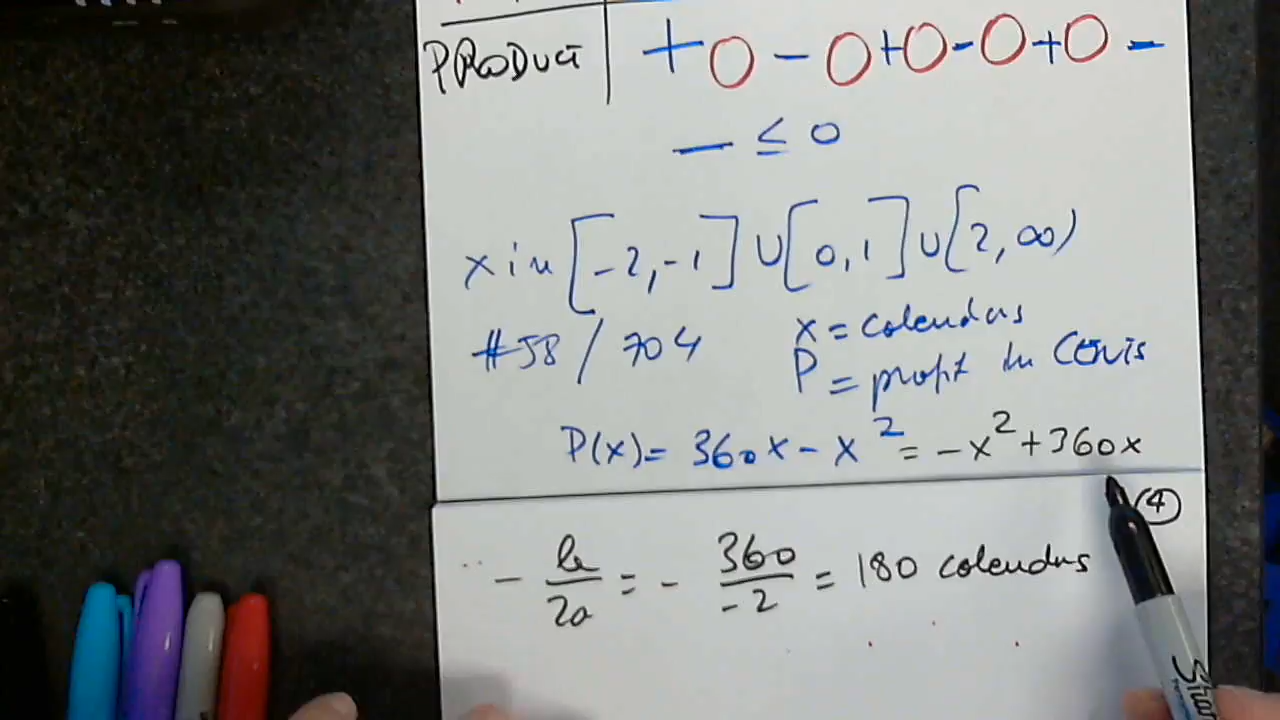 PRODUCT + 0 - 0 + 0 - 0 + 0 -
- ≤ 0
x in [-2,-1] U [0,1] U [2,∞)
#58/704
x = calendars
P = profit in cents
P(x) = 360x - x² = -x² + 360x
4
- b/2a = - 360/-2 = 180 calendars
Shar